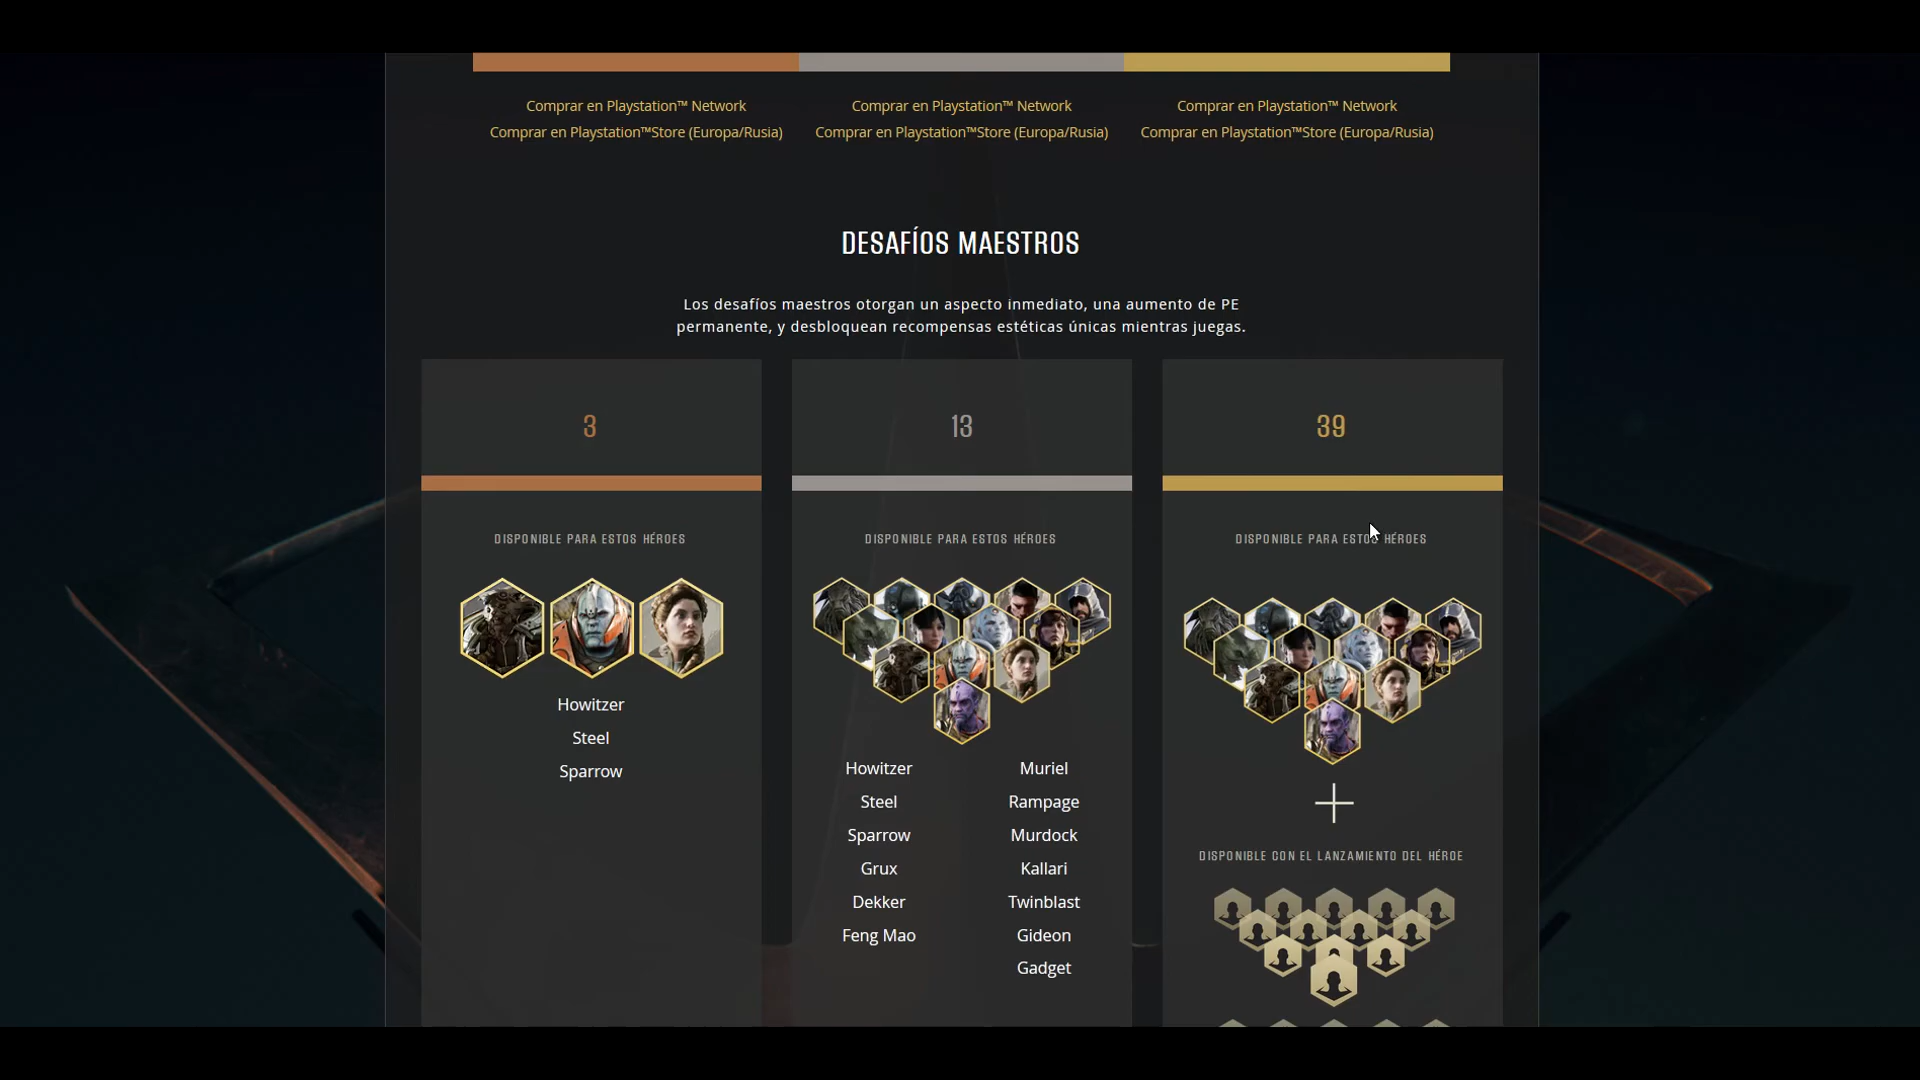 Comprar en Playstation™ Network
Comprar en Playstation™Store (Europa/Rusia)
Comprar en Playstation™ Network
Comprar en Playstation™Store (Europa/Rusia)
Comprar en Playstation™ Network
Comprar en Playstation™Store (Europa/Rusia)
DESAFÍOS MAESTROS
Los desafíos maestros otorgan un aspecto inmediato, una aumento de PE
permanente, y desbloquean recompensas estéticas únicas mientras juegas.
3
DISPONIBLE PARA ESTOS HÉROES
Howitzer
Steel
Sparrow
13
DISPONIBLE PARA ESTOS HÉROES
Howitzer
Steel
Sparrow
Grux
Dekker
Feng Mao
Muriel
Rampage
Murdock
Kallari
Twinblast
Gideon
Gadget
39
DISPONIBLE PARA ESTOS HÉROES
DISPONIBLE CON EL LANZAMIENTO DEL HÉROE